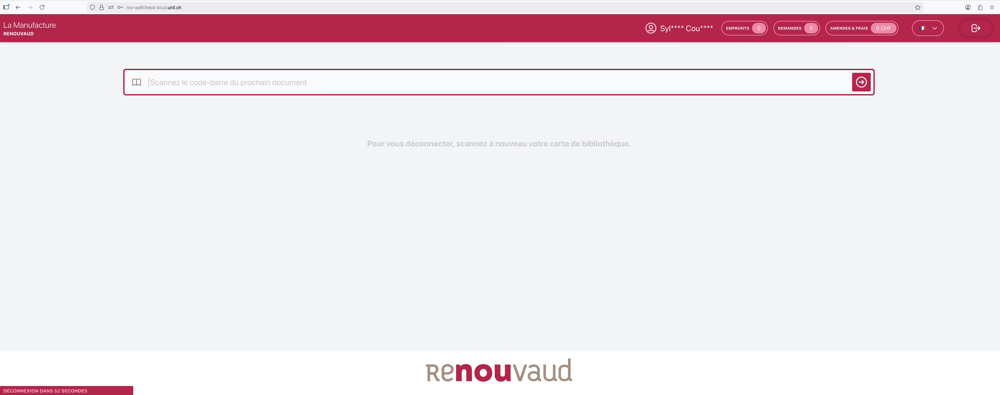 rnv-selfcheck-bcul.unil.ch
La Manufacture
RENOUVAUD
Syl**** Cou****
EMPRUNTS 0
DEMANDES 0
AMENDES & FRAIS 0 CHF
Scannez le code-barre du prochain document
Pour vous déconnecter, scannez à nouveau votre carte de bibliothèque.
Renouvaud
DÉCONNEXION DANS 52 SECONDES